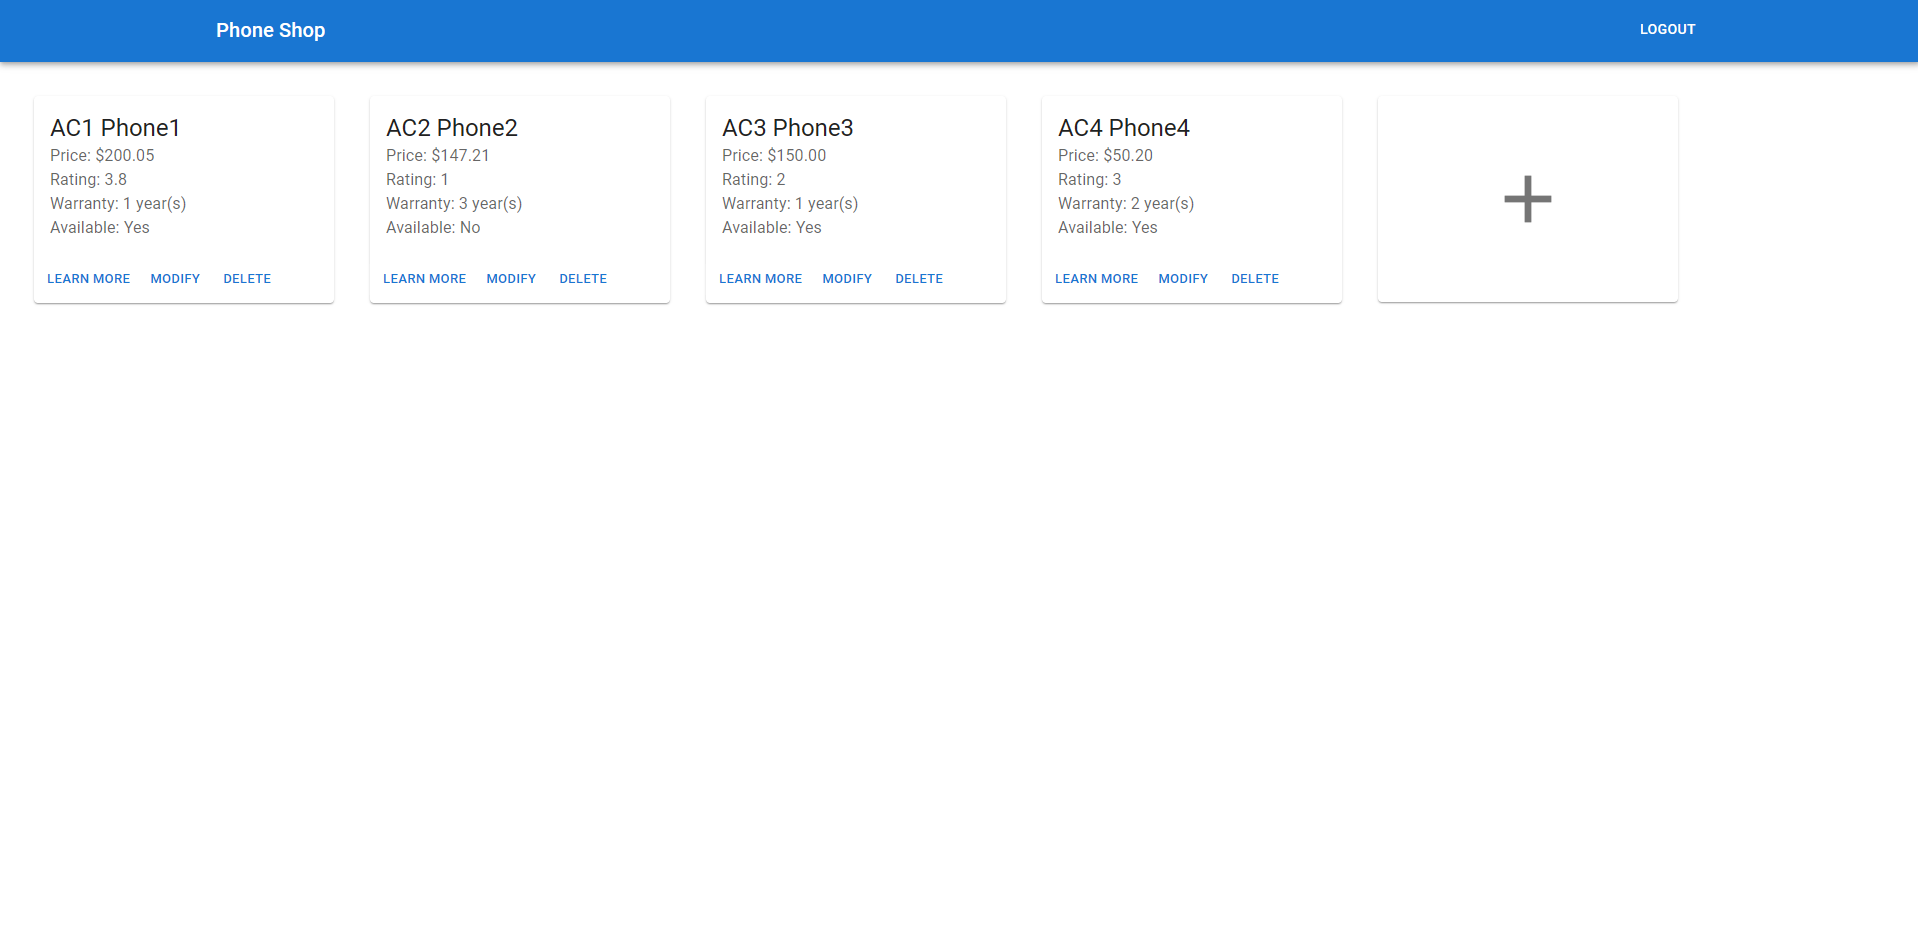 Phone Shop
LOGOUT
AC1 Phone1
Price: $200.05
Rating: 3.8
Warranty: 1 year(s)
Available: Yes
LEARN MORE MODIFY DELETE
AC2 Phone2
Price: $147.21
Rating: 1
Warranty: 3 year(s)
Available: No
LEARN MORE MODIFY DELETE
AC3 Phone3
Price: $150.00
Rating: 2
Warranty: 1 year(s)
Available: Yes
LEARN MORE MODIFY DELETE
AC4 Phone4
Price: $50.20
Rating: 3
Warranty: 2 year(s)
Available: Yes
LEARN MORE MODIFY DELETE